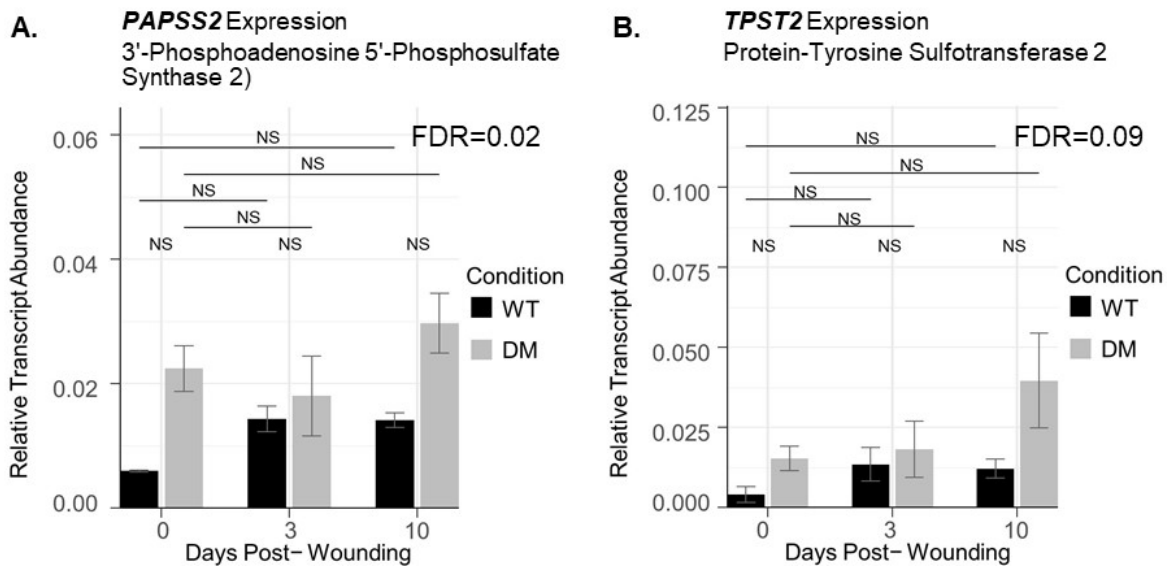 A.
PAPSS2 Expression
3'-Phosphoadenosine 5'-Phosphosulfate
Synthase 2)
FDR=0.02
NS
NS
NS
NS
NS NS NS
0.06
0.04
0.02
0.00
Relative Transcript Abundance
0 3 10
Days Post− Wounding
Condition
WT
DM
B.
TPST2 Expression
Protein-Tyrosine Sulfotransferase 2
FDR=0.09
NS
NS
NS
NS
NS NS NS
0.125
0.100
0.075
0.050
0.025
0.000
Relative Transcript Abundance
0 3 10
Days Post− Wounding
Condition
WT
DM